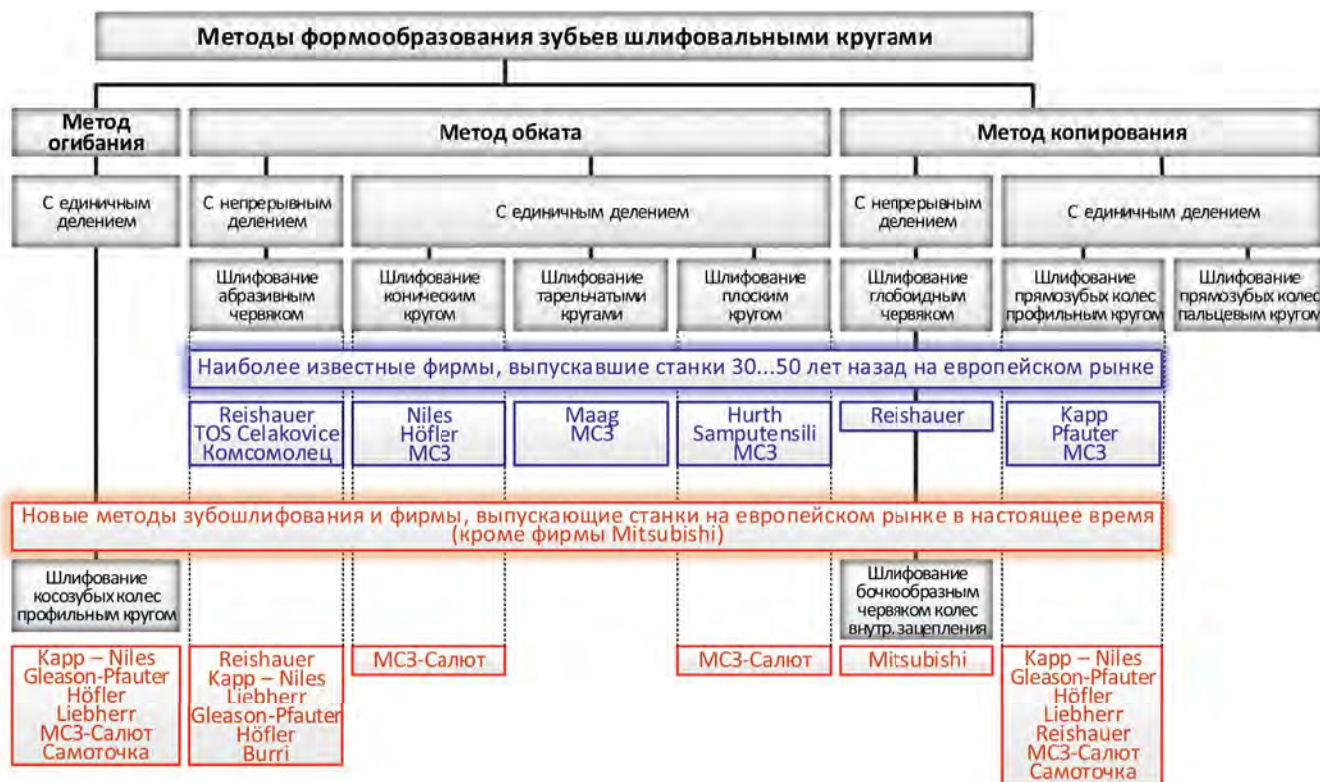 Методы формообразования зубьев шлифовальными кругами
Метод
огибания
Метод обката
Метод копирования
С единичным
делением
С непрерывным
делением
С единичным делением
С непрерывным
делением
С единичным делением
Шлифование
абразивным
червяком
Шлифование
коническим
кругом
Шлифование
тарельчатыми
кругами
Шлифование
плоским
кругом
Шлифование
глобоидным
червяком
Шлифование
прямозубых колес
профильным кругом
Шлифование
прямозубых колес
пальцевым кругом
Наиболее известные фирмы, выпускавшие станки 30...50 лет назад на европейском рынке
Reishauer
TOS Celakovice
Комсомолец
Niles
Höfler
МСЗ
Maag
МСЗ
Hurth
Samputensili
МСЗ
Reishauer
Kapp
Pfauter
МСЗ
Новые методы зубошлифования и фирмы, выпускающие станки на европейском рынке в настоящее время
(кроме фирмы Mitsubishi)
Шлифование
косозубых колес
профильным кругом
Шлифование
бочкообразным
червяком колес
внутр. зацепления
Kapp – Niles
Gleason-Pfauter
Höfler
Liebherr
МСЗ-Салют
Самоточка
Reishauer
Kapp – Niles
Liebherr
Gleason-Pfauter
Höfler
Burri
МСЗ-Салют
МСЗ-Салют
Mitsubishi
Kapp – Niles
Gleason-Pfauter
Höfler
Liebherr
Reishauer
МСЗ-Салют
Самоточка